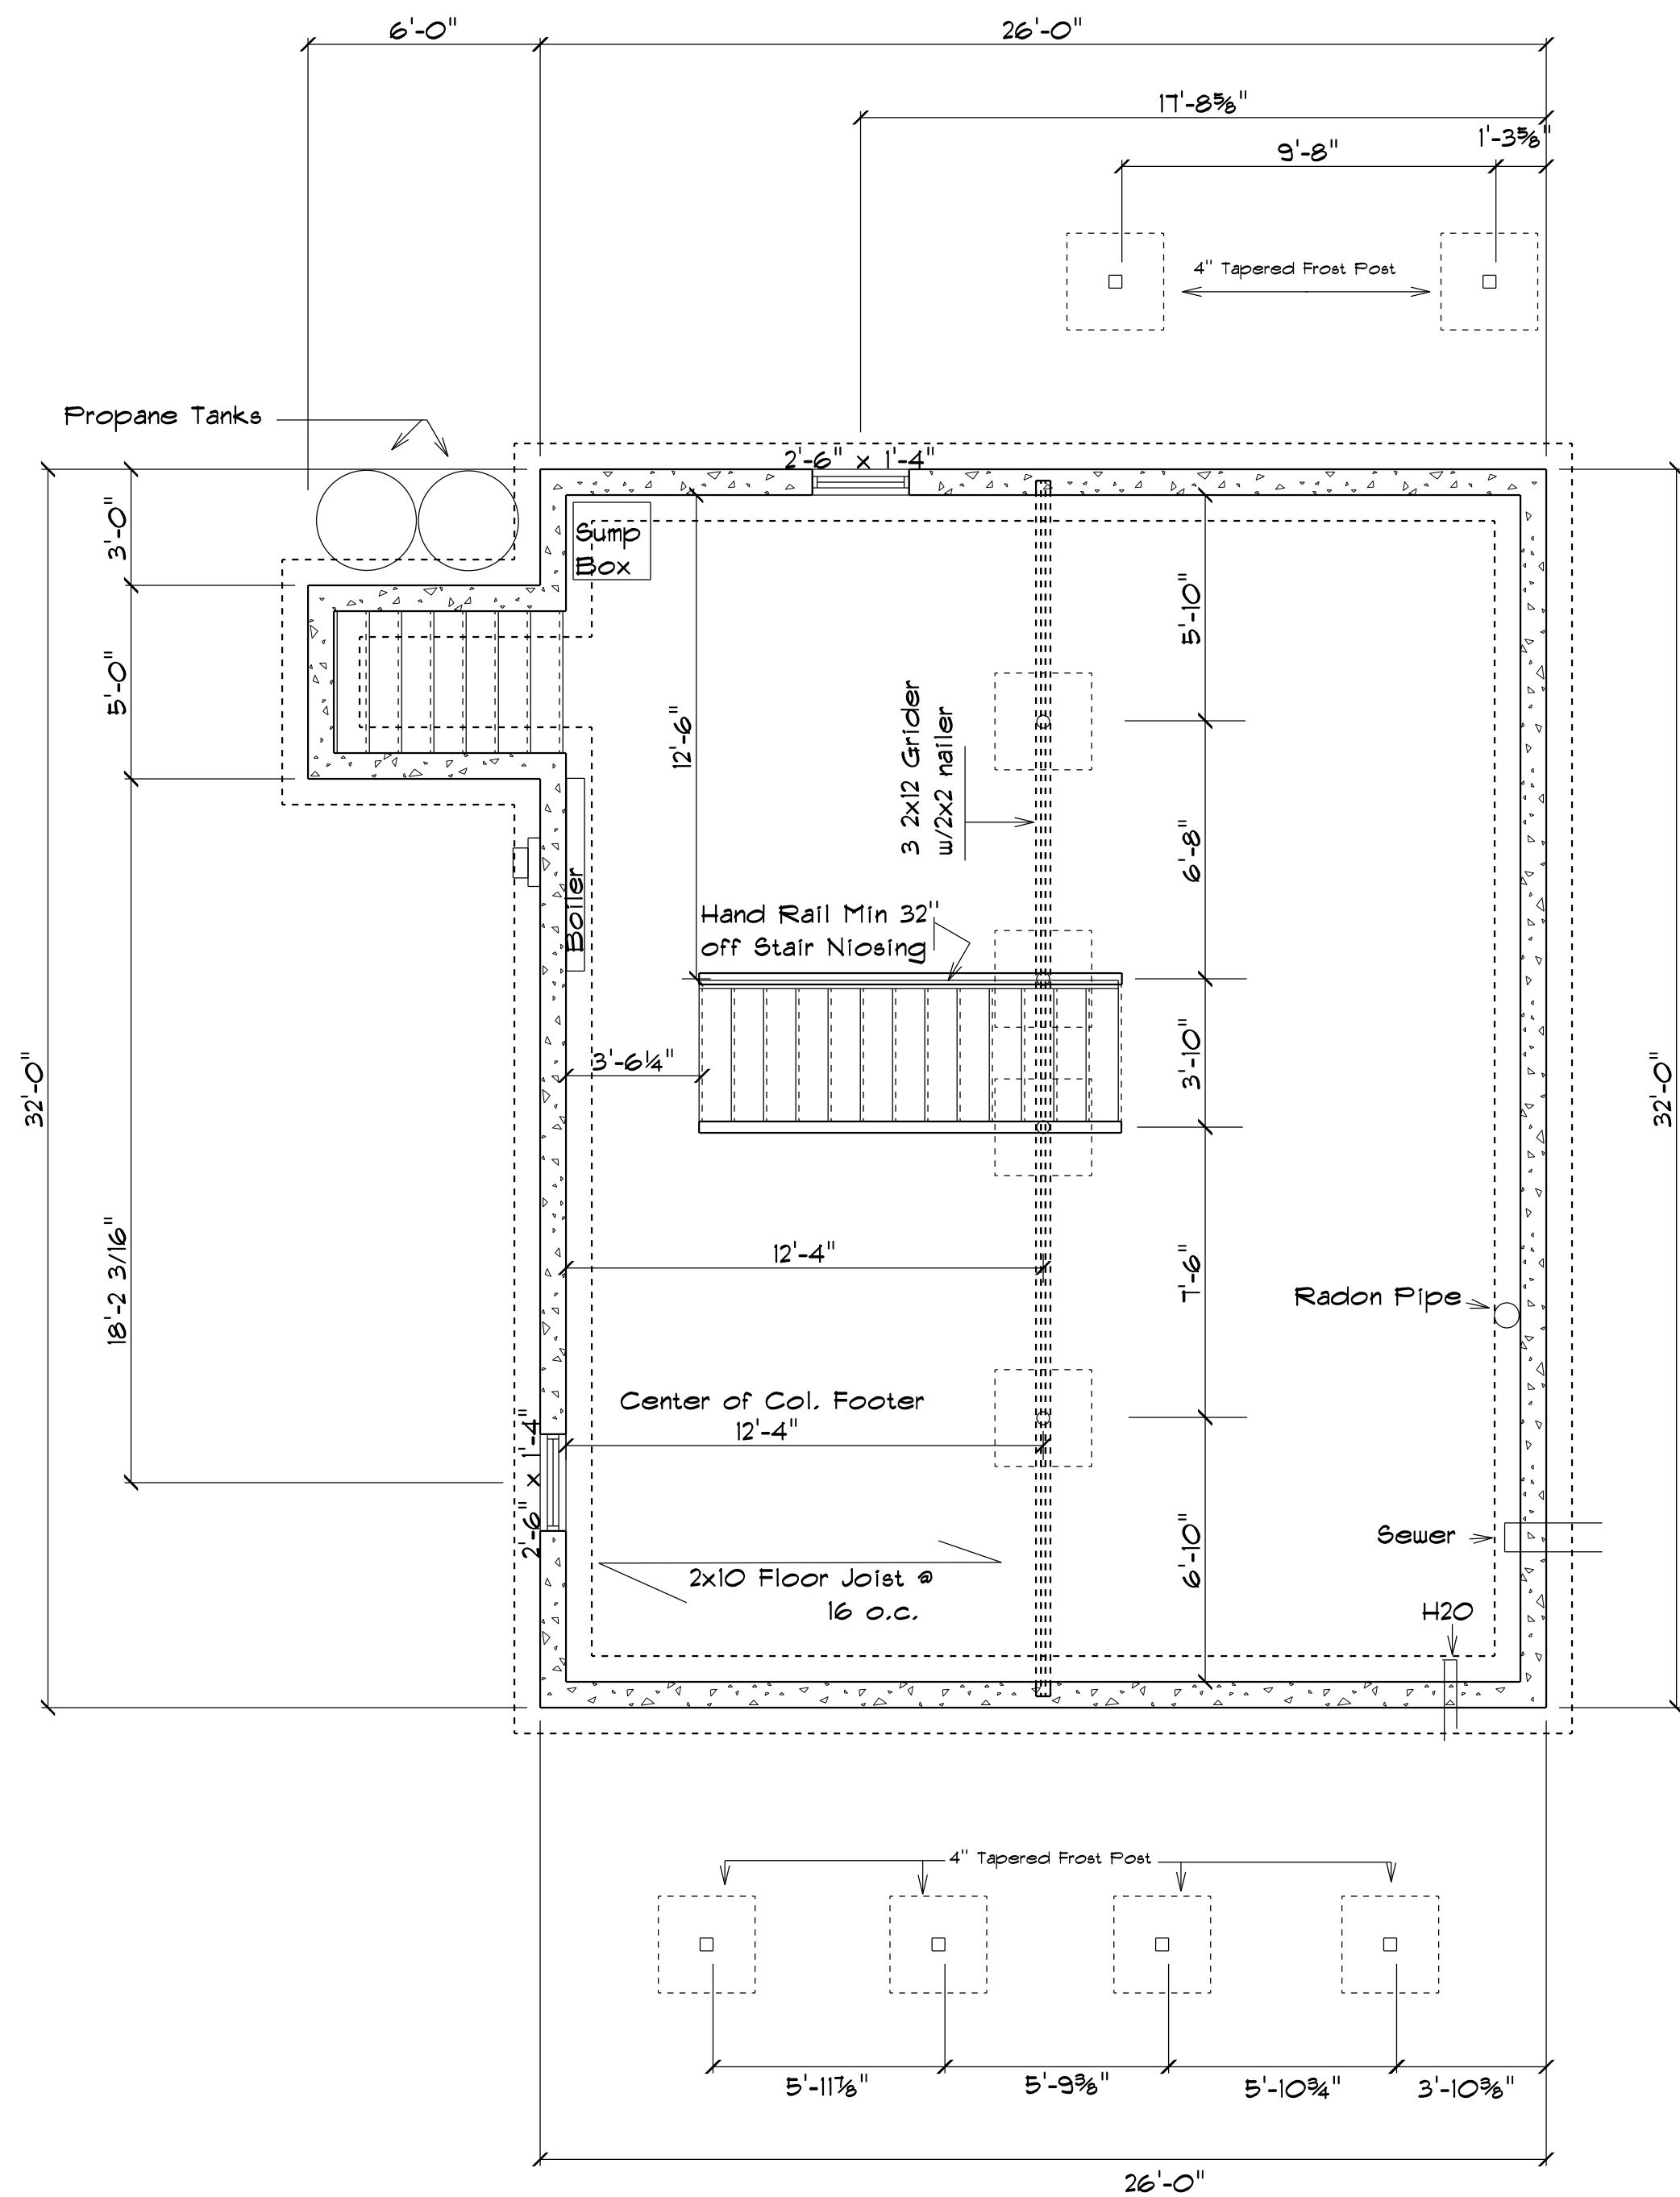 6'-0"
26'-0"
17'-8⅝"
1'-3⅝"
9'-8"
4" Tapered Frost Post
Propane Tanks
2'-6" x 1'-4"
3'-0"
Sump
Box
5'-10"
5'-0"
12'-6"
3 2x12 Grider
w/2x2 nailer
6'-8"
Boiler
Hand Rail Min 32"
off Stair Niosing
32'-0"
3'-6¼"
3'-10"
32'-0"
18'-2 3/16"
12'-4"
7'-6"
Radon Pipe
Center of Col. Footer
12'-4"
2'-6" x 1'-4"
Sewer
6'-10"
2x10 Floor Joist @
16 o.c.
H2O
4" Tapered Frost Post
5'-11⅞"
5'-9⅜"
5'-10¾"
3'-10⅜"
26'-0"